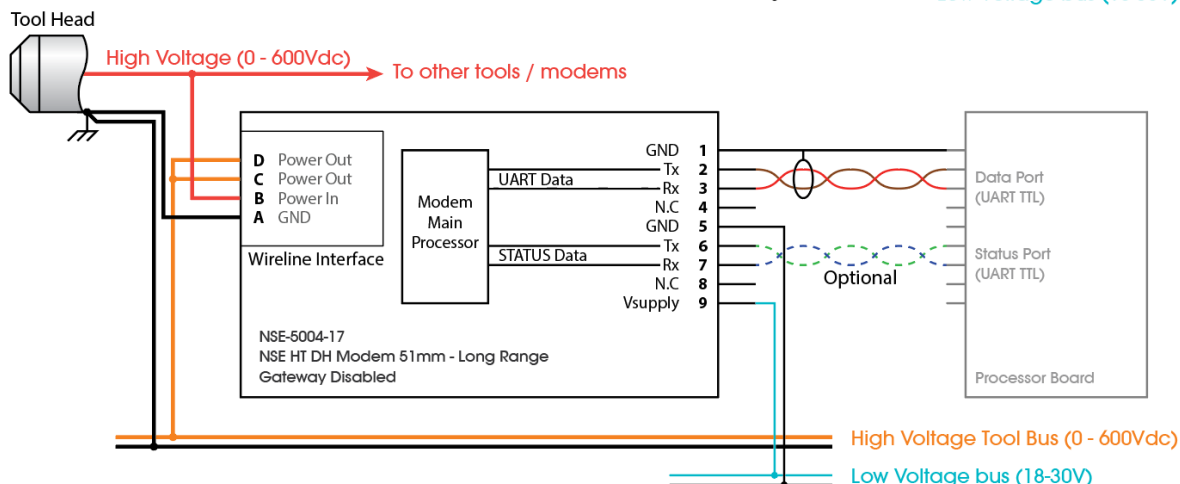 Tool Head
High Voltage (0 - 600Vdc)
To other tools / modems
D Power Out
C Power Out
B Power In
A GND
Wireline Interface
Modem
Main
Processor
UART Data
STATUS Data
GND 1
Tx 2
Rx 3
N.C 4
GND 5
Tx 6
Rx 7
N.C 8
Vsupply 9
NSE-5004-17
NSE HT DH Modem 51mm - Long Range
Gateway Disabled
Optional
Data Port
(UART TTL)
Status Port
(UART TTL)
Processor Board
High Voltage Tool Bus (0 - 600Vdc)
Low Voltage bus (18-30V)